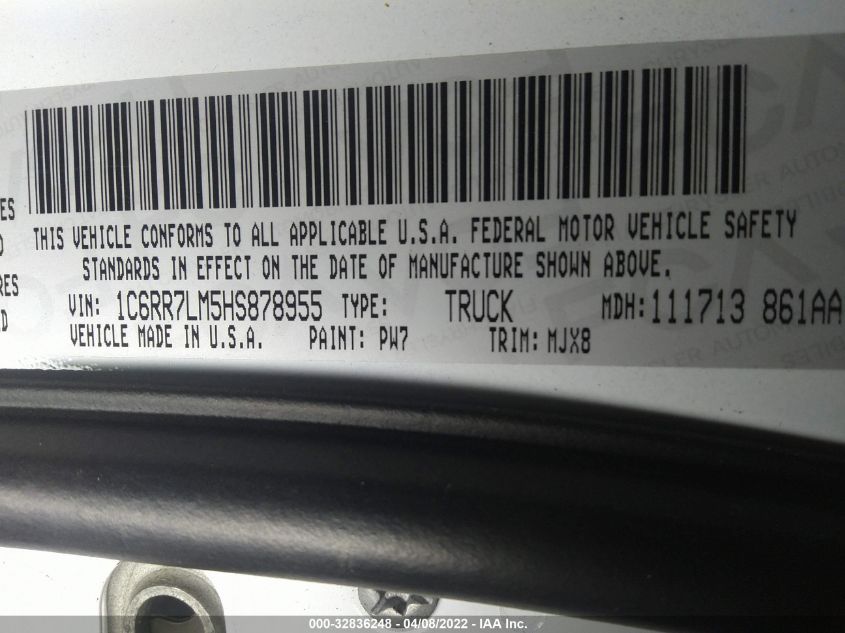 THIS VEHICLE CONFORMS TO ALL APPLICABLE U.S.A. FEDERAL MOTOR VEHICLE SAFETY
STANDARDS IN EFFECT ON THE DATE OF MANUFACTURE SHOWN ABOVE.
VIN: 1C6RR7LM5HS878955 TYPE: TRUCK MDH:111713 861AA
VEHICLE MADE IN U.S.A. PAINT: PW7 TRIM: MJX8
000-32836248 - 04/08/2022 - IAA Inc.